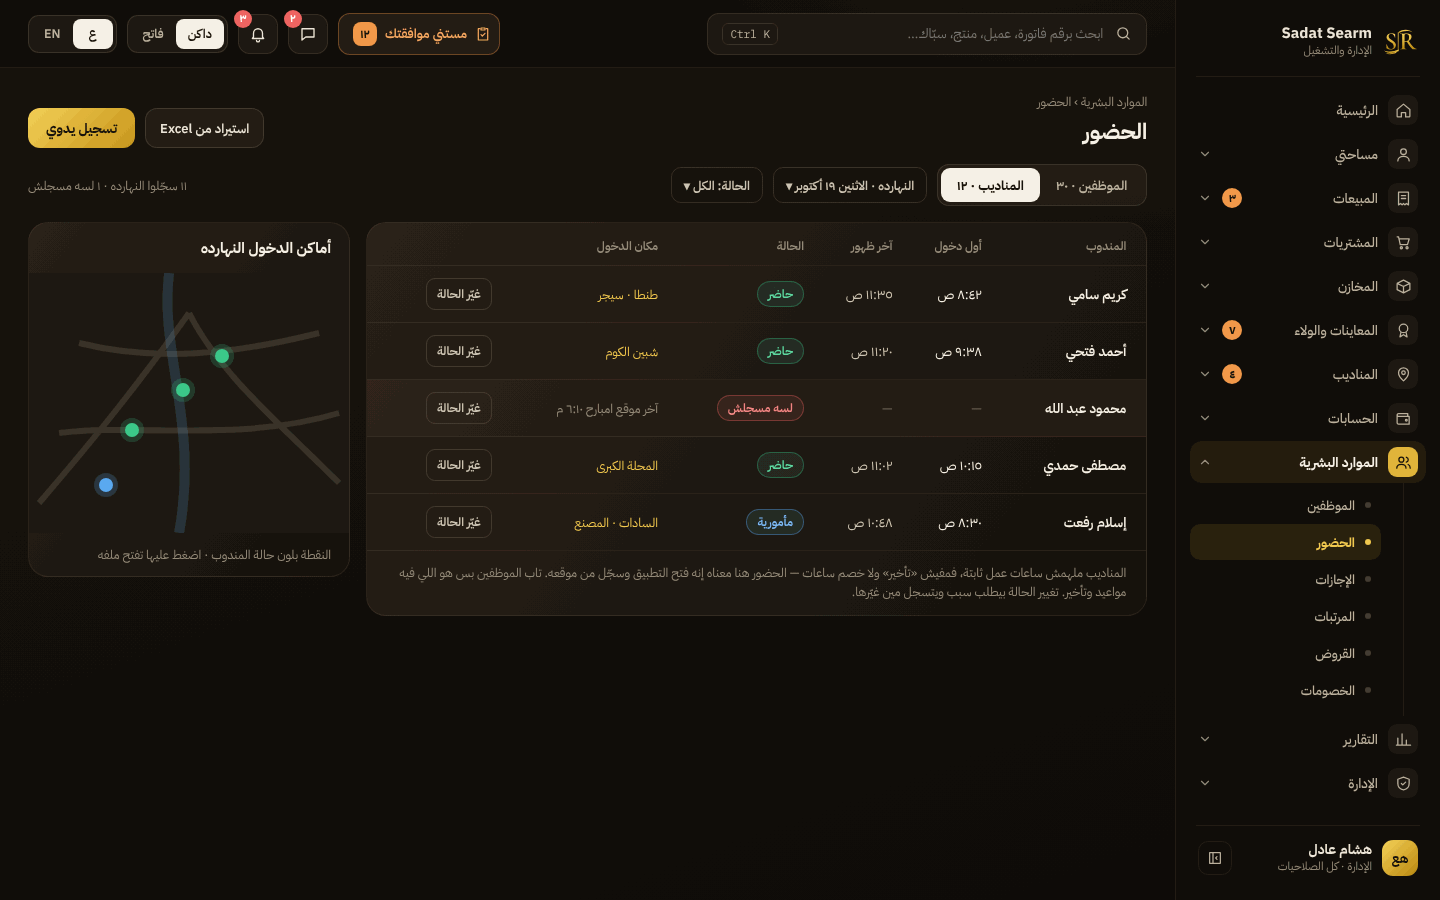 Sadat Searm
الإدارة والتشغيل
SR
الرئيسية
مساحتي
المبيعات ٣
المشتريات
المخازن
المعاينات والولاء ٧
المناديب ٤
الحسابات
الموارد البشرية
الموظفين
الحضور
الإجازات
المرتبات
القروض
الخصومات
التقارير
الإدارة
هع
هشام عادل
الإدارة · كل الصلاحيات
ابحث برقم فاتورة، عميل، منتج، سبّاك... Ctrl K
مستني موافقتك ١٢
٢
٣
داكن فاتح
ع EN
الموارد البشرية › الحضور
الحضور
استيراد من Excel
تسجيل يدوي
الموظفين · ٣٠ المناديب · ١٢
النهارده · الاثنين ١٩ أكتوبر ▾
الحالة: الكل ▾
١١ سجّلوا النهارده · ١ لسه مسجلش
المندوب أول دخول آخر ظهور الحالة مكان الدخول
كريم سامي ٨:٤٢ ص ١١:٣٥ ص حاضر طنطا · سيجر غيّر الحالة
أحمد فتحي ٩:٣٨ ص ١١:٢٠ ص حاضر شبين الكوم غيّر الحالة
محمود عبد الله — — لسه مسجلش آخر موقع امبارح ٦:١٠ م غيّر الحالة
مصطفى حمدي ١٠:١٥ ص ١١:٠٢ ص حاضر المحلة الكبرى غيّر الحالة
إسلام رفعت ٨:٣٠ ص ١٠:٤٨ ص مأمورية السادات · المصنع غيّر الحالة
المناديب ملهمش ساعات عمل ثابتة، فمفيش «تأخير» ولا خصم ساعات — الحضور هنا معناه إنه فتح التطبيق وسجّل من موقعه. تاب الموظفين بس هو اللي فيه
مواعيد وتأخير. تغيير الحالة بيطلب سبب ويتسجل مين غيّرها.
أماكن الدخول النهارده
النقطة بلون حالة المندوب · اضغط عليها تفتح ملفه